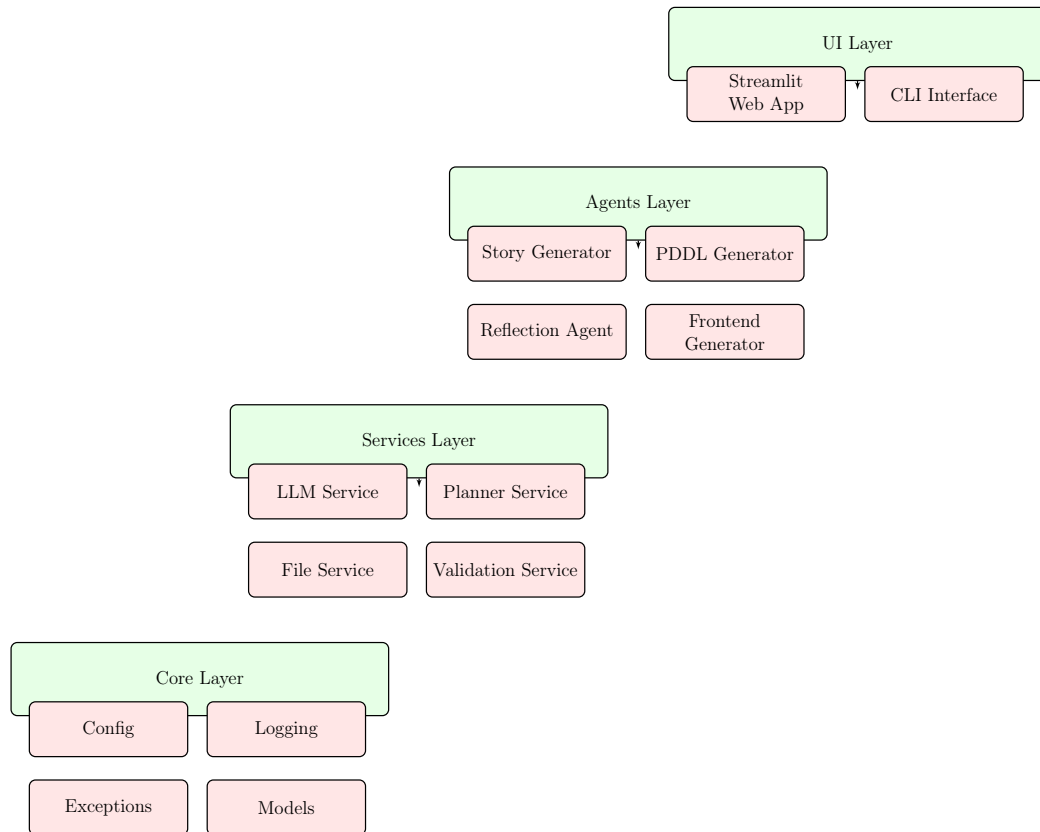 UI Layer
Streamlit
Web App
CLI Interface
Agents Layer
Story Generator
PDDL Generator
Reflection Agent
Frontend
Generator
Services Layer
LLM Service
Planner Service
File Service
Validation Service
Core Layer
Config
Logging
Exceptions
Models